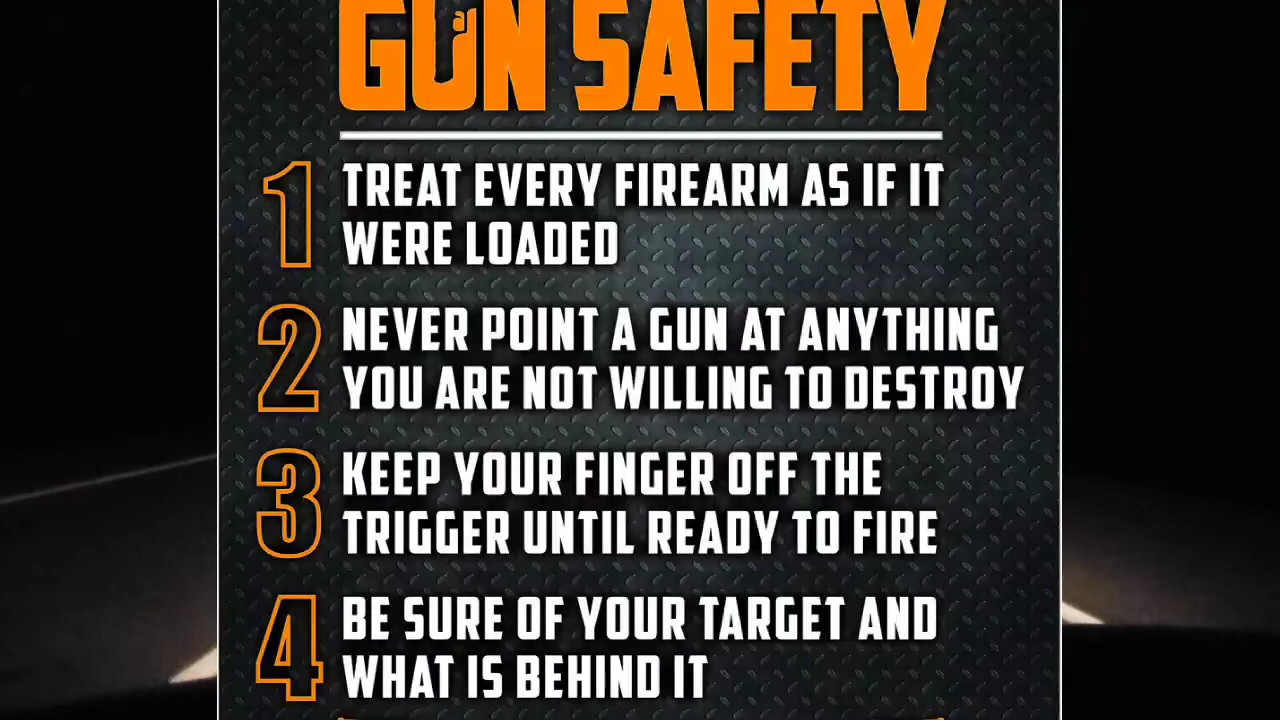 GUN SAFETY
1 TREAT EVERY FIREARM AS IF IT
WERE LOADED
2 NEVER POINT A GUN AT ANYTHING
YOU ARE NOT WILLING TO DESTROY
3 KEEP YOUR FINGER OFF THE
TRIGGER UNTIL READY TO FIRE
4 BE SURE OF YOUR TARGET AND
WHAT IS BEHIND IT